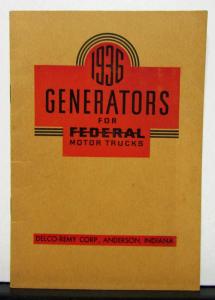 1936
GENERATORS
FOR
FEDERAL
MOTOR TRUCKS
DELCO-REMY CORP., ANDERSON, INDIANA